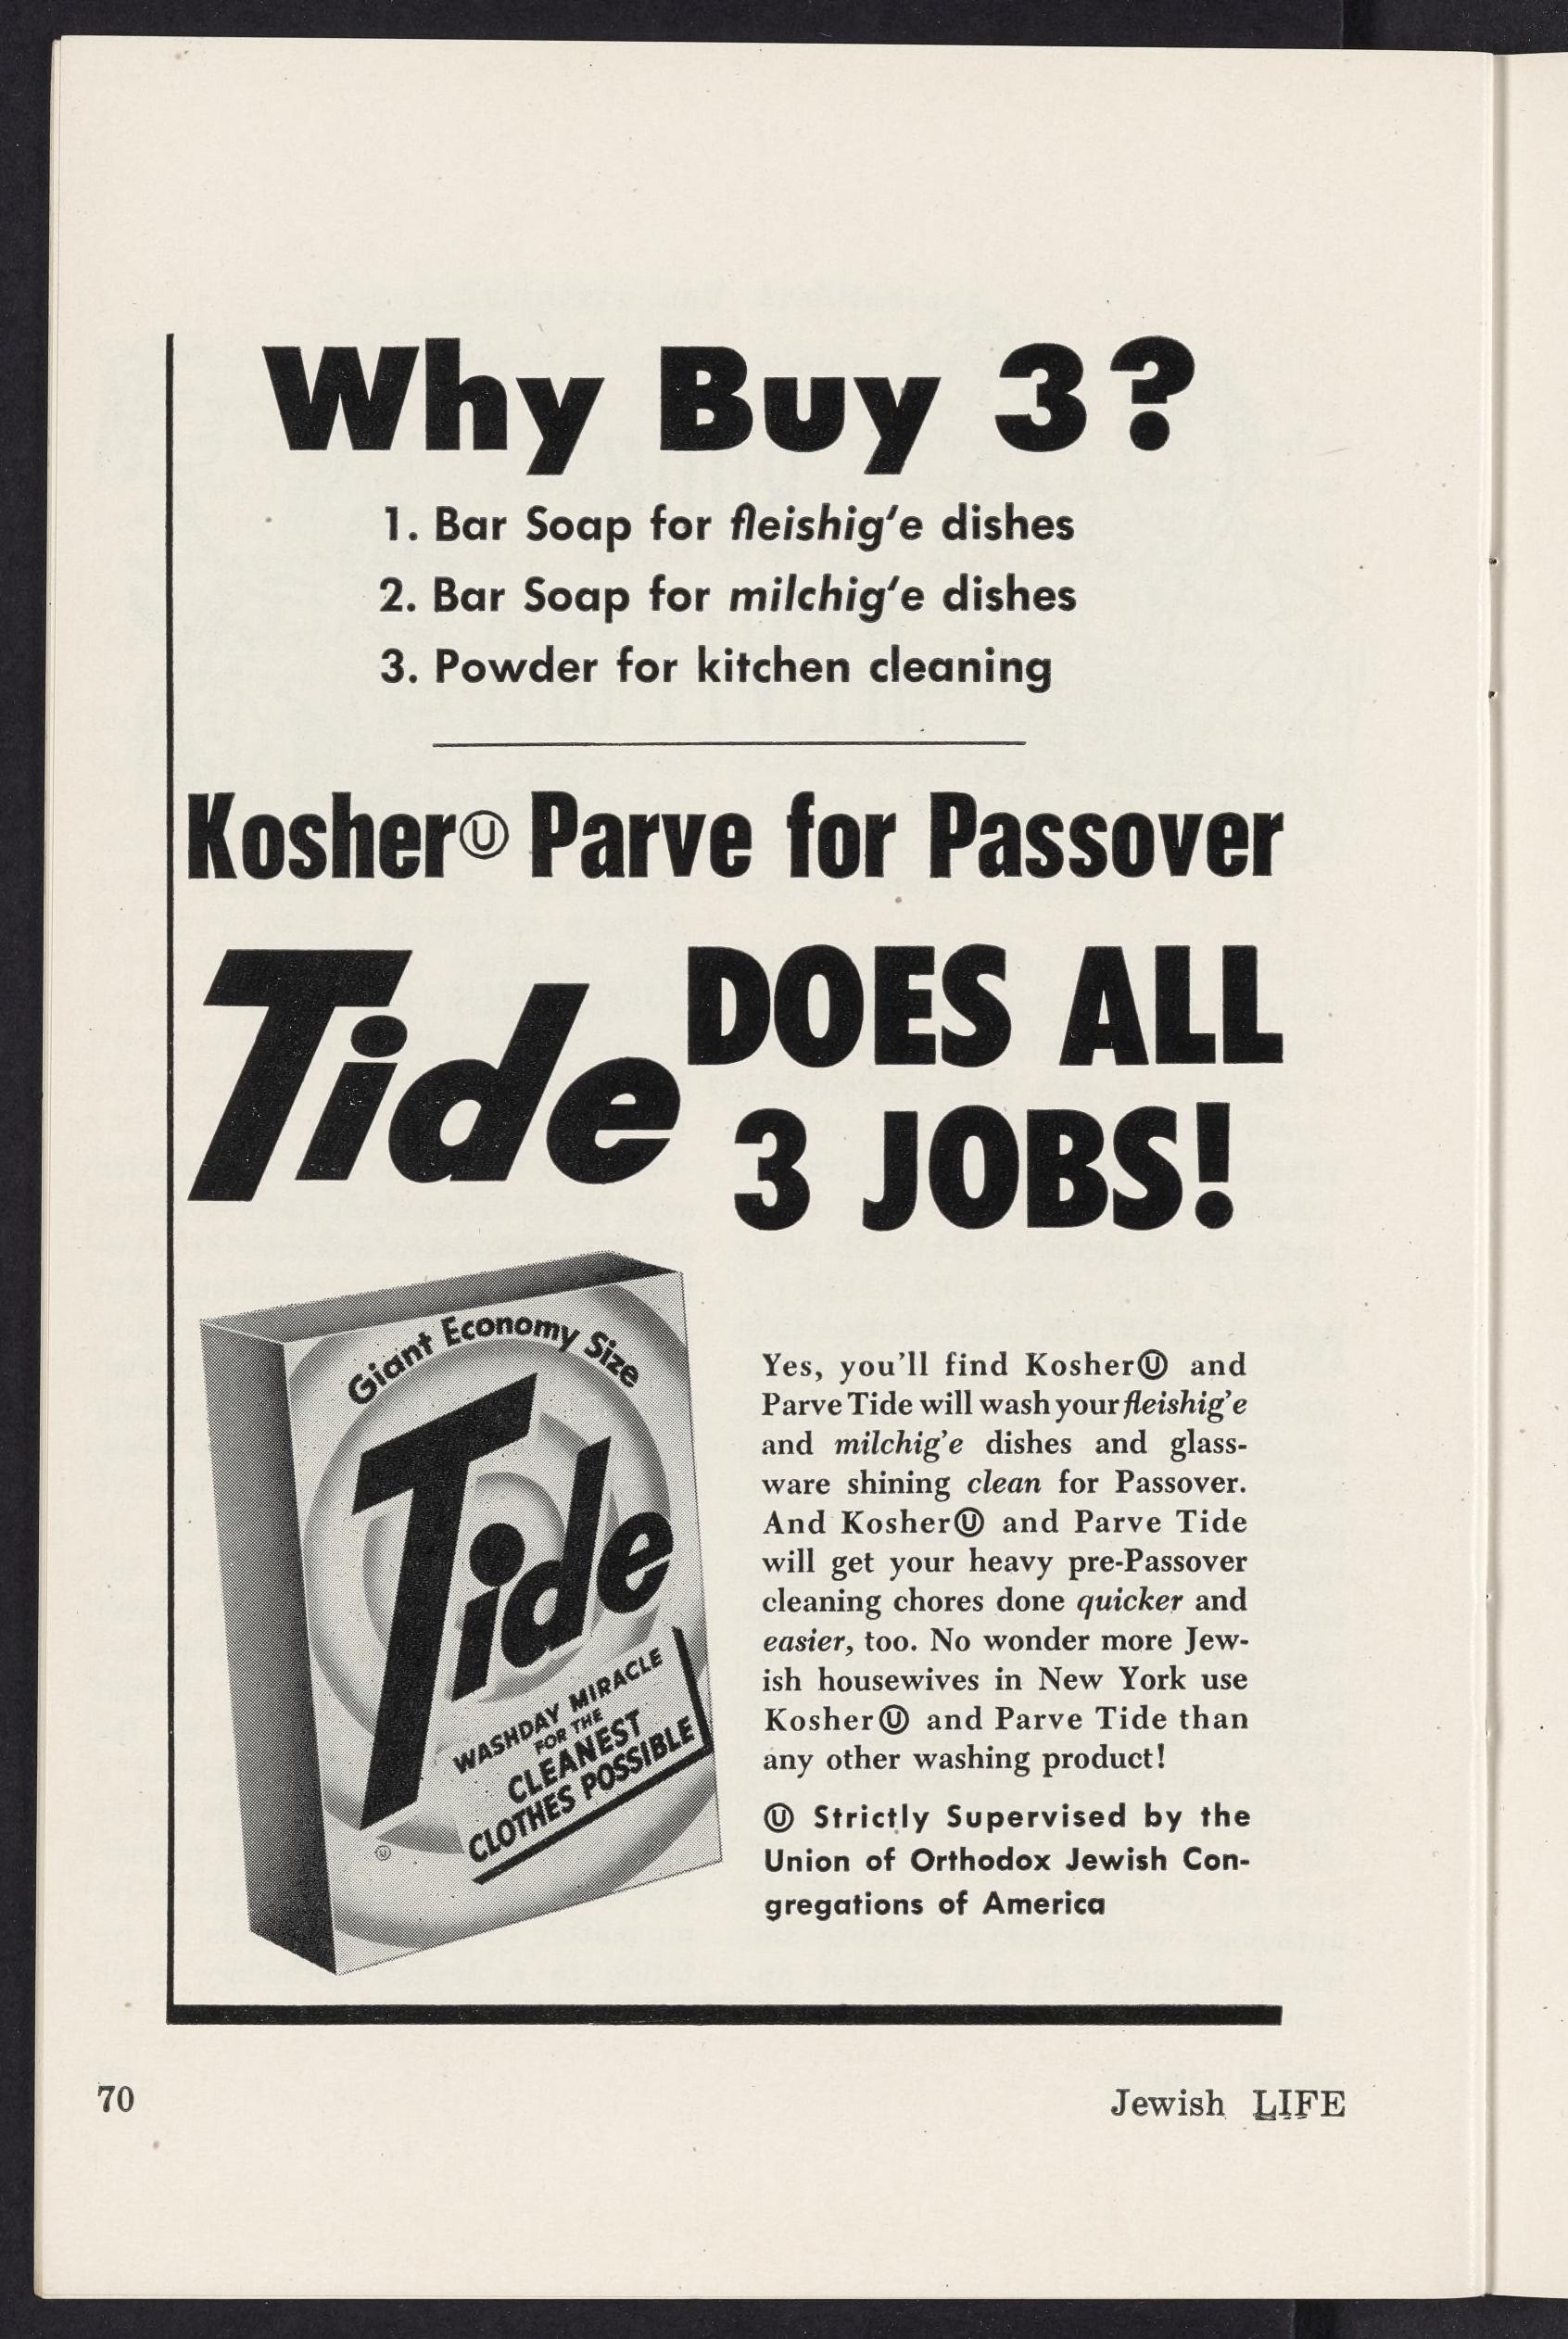 Why Buy 3?
1. Bar Soap for fleishig'e dishes
2. Bar Soap for milchig'e dishes
3. Powder for kitchen cleaning
KosherⓊ Parve for Passover
Tide DOES ALL
3 JOBS!
Giant Economy Size
Tide
WASHDAY MIRACLE
FOR THE
CLEANEST
CLOTHES POSSIBLE
Ⓤ
Yes, you'll find KosherⓊ and
Parve Tide will wash your fleishig'e
and milchig'e dishes and glass-
ware shining clean for Passover.
And KosherⓊ and Parve Tide
will get your heavy pre-Passover
cleaning chores done quicker and
easier, too. No wonder more Jew-
ish housewives in New York use
KosherⓊ and Parve Tide than
any other washing product!
Ⓤ Strictly Supervised by the
Union of Orthodox Jewish Con-
gregations of America
70
Jewish LIFE